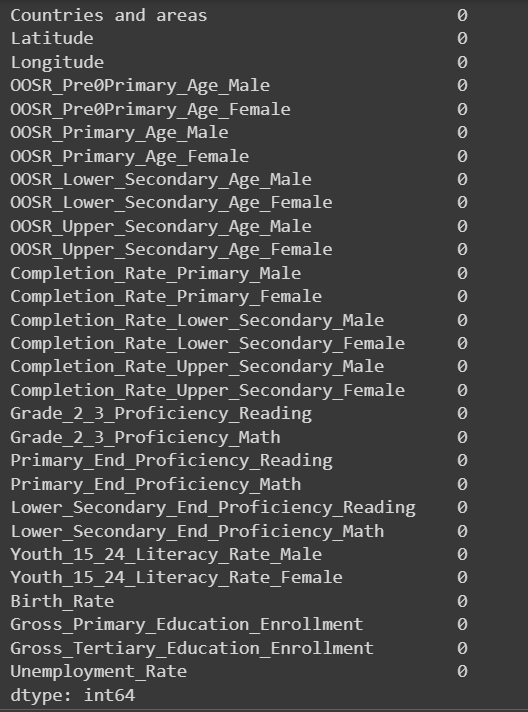 Countries and areas 0
Latitude 0
Longitude 0
OOSR_Pre0Primary_Age_Male 0
OOSR_Pre0Primary_Age_Female 0
OOSR_Primary_Age_Male 0
OOSR_Primary_Age_Female 0
OOSR_Lower_Secondary_Age_Male 0
OOSR_Lower_Secondary_Age_Female 0
OOSR_Upper_Secondary_Age_Male 0
OOSR_Upper_Secondary_Age_Female 0
Completion_Rate_Primary_Male 0
Completion_Rate_Primary_Female 0
Completion_Rate_Lower_Secondary_Male 0
Completion_Rate_Lower_Secondary_Female 0
Completion_Rate_Upper_Secondary_Male 0
Completion_Rate_Upper_Secondary_Female 0
Grade_2_3_Proficiency_Reading 0
Grade_2_3_Proficiency_Math 0
Primary_End_Proficiency_Reading 0
Primary_End_Proficiency_Math 0
Lower_Secondary_End_Proficiency_Reading 0
Lower_Secondary_End_Proficiency_Math 0
Youth_15_24_Literacy_Rate_Male 0
Youth_15_24_Literacy_Rate_Female 0
Birth_Rate 0
Gross_Primary_Education_Enrollment 0
Gross_Tertiary_Education_Enrollment 0
Unemployment_Rate 0
dtype: int64